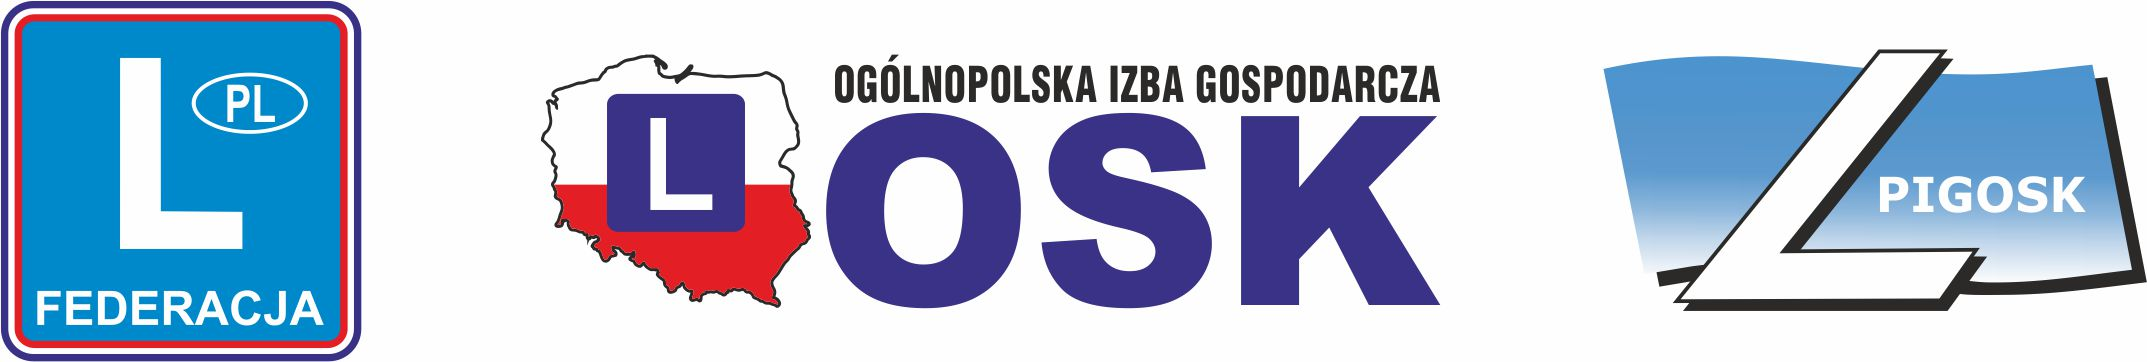 L
PL
FEDERACJA
L
OGÓLNOPOLSKA IZBA GOSPODARCZA
OSK
L
PIGOSK